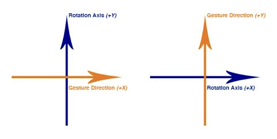 Rotation Axis (+Y)
Gesture Direction (+X)
Gesture Direction (+Y)
Rotation Axis (+X)